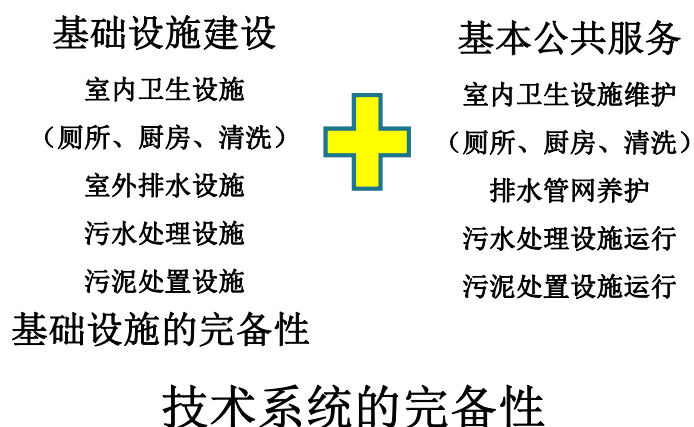 基础设施建设
室内卫生设施
（厕所、厨房、清洗）
室外排水设施
污水处理设施
污泥处置设施
基础设施的完备性
基本公共服务
室内卫生设施维护
（厕所、厨房、清洗）
排水管网养护
污水处理设施运行
污泥处置设施运行
技术系统的完备性